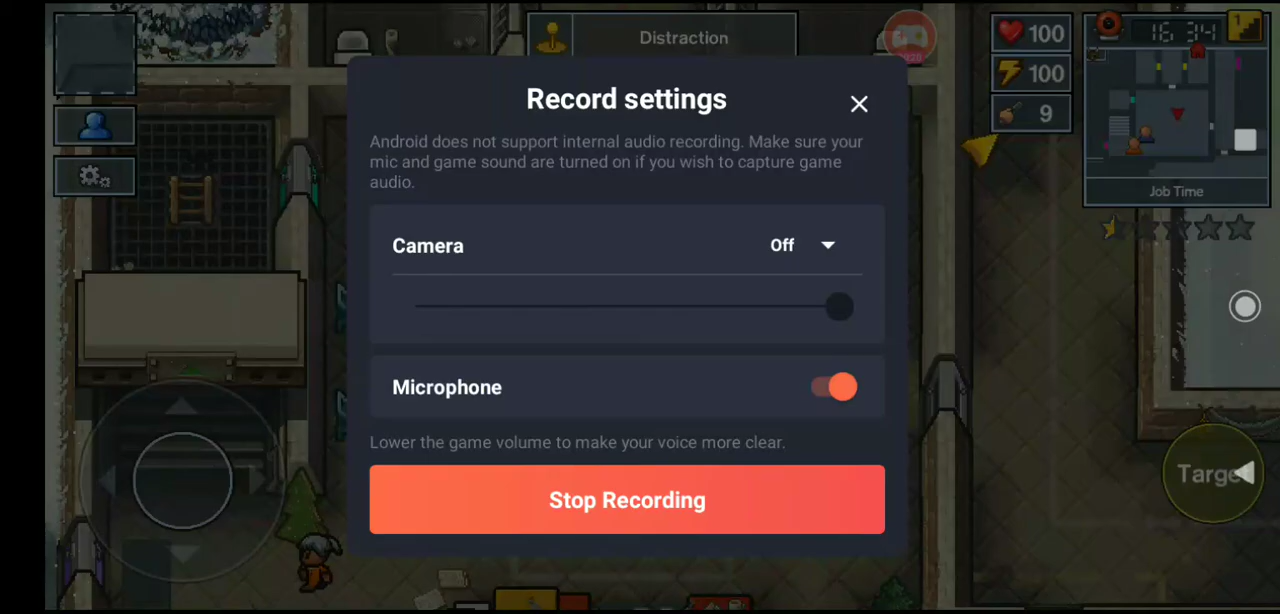 Distraction
100
16 34
1
Record settings
100
Android does not support internal audio recording. Make sure your
mic and game sound are turned on if you wish to capture game
audio.
9
Job Time
Camera
Off
Microphone
Lower the game volume to make your voice more clear.
Target
Stop Recording